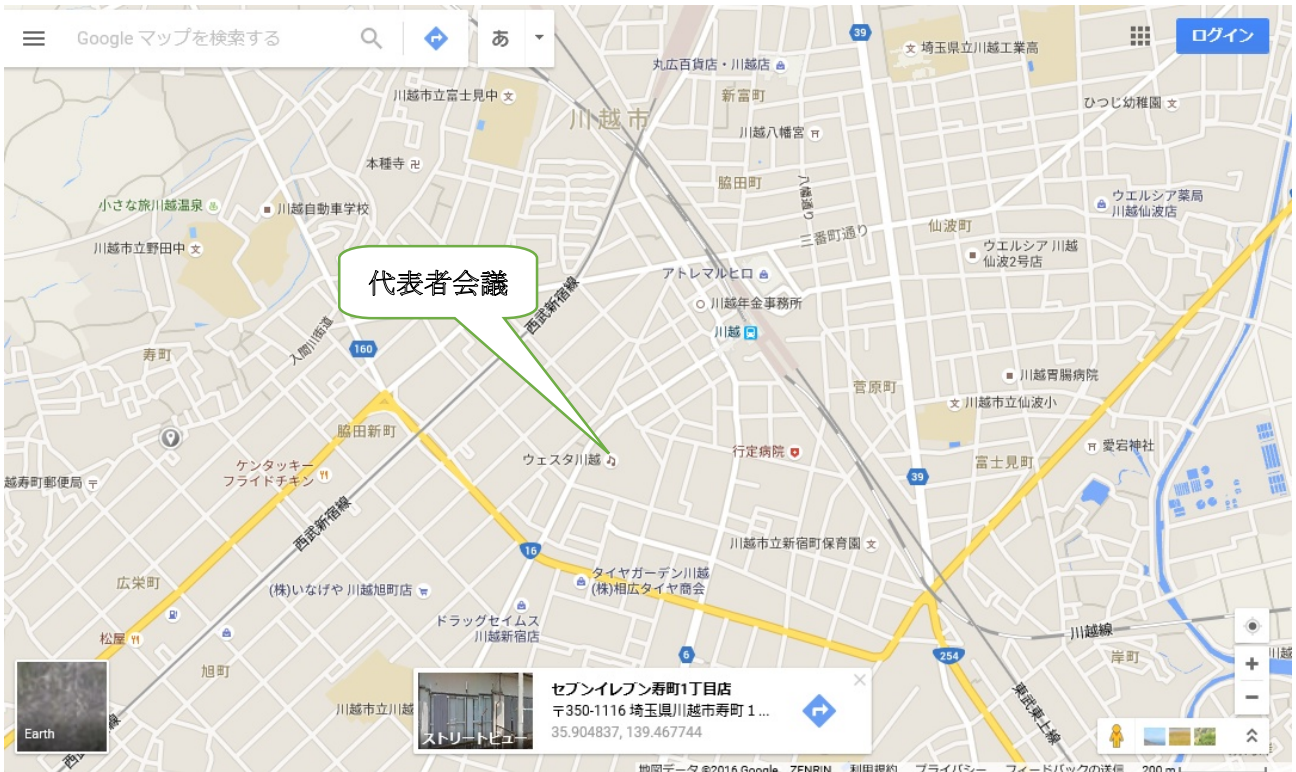 Google マップを検索する
あ
ログイン
39
埼玉県立川越工業高
丸広百貨店・川越店
川越市立富士見中
新富町
ひつじ幼稚園
川越市
川越八幡宮
本種寺
脇田町
八幡通り
小さな旅川越温泉
川越自動車学校
ウエルシア薬局
川越仙波店
三番町通り
仙波町
川越市立野田中
ウエルシア川越
仙波2号店
代表者会議
アトレマルヒロ
西武新宿線
川越年金事務所
入間川街道
川越
160
寿町
川越胃腸病院
菅原町
川越市立仙波小
脇田新町
愛宕神社
行定病院
ウェスタ川越
富士見町
ケンタッキー
フライドチキン
越寿町郵便局
39
西武新宿線
川越市立新宿町保育園
16
タイヤガーデン川越
(株)相広タイヤ商会
広栄町
(株)いなげや 川越旭町店
ドラッグセイムス
川越新宿店
松屋
川越線
6
254
岸町
旭町
セブンイレブン寿町1丁目店
〒350-1116 埼玉県川越市寿町 1 ...
35.904837, 139.467744
川越市立川越
東武東上線
Earth
ストリートビュー
地図データ ©2016 Google、ZENRIN
利用規約
プライバシー
フィードバックの送信
200 m